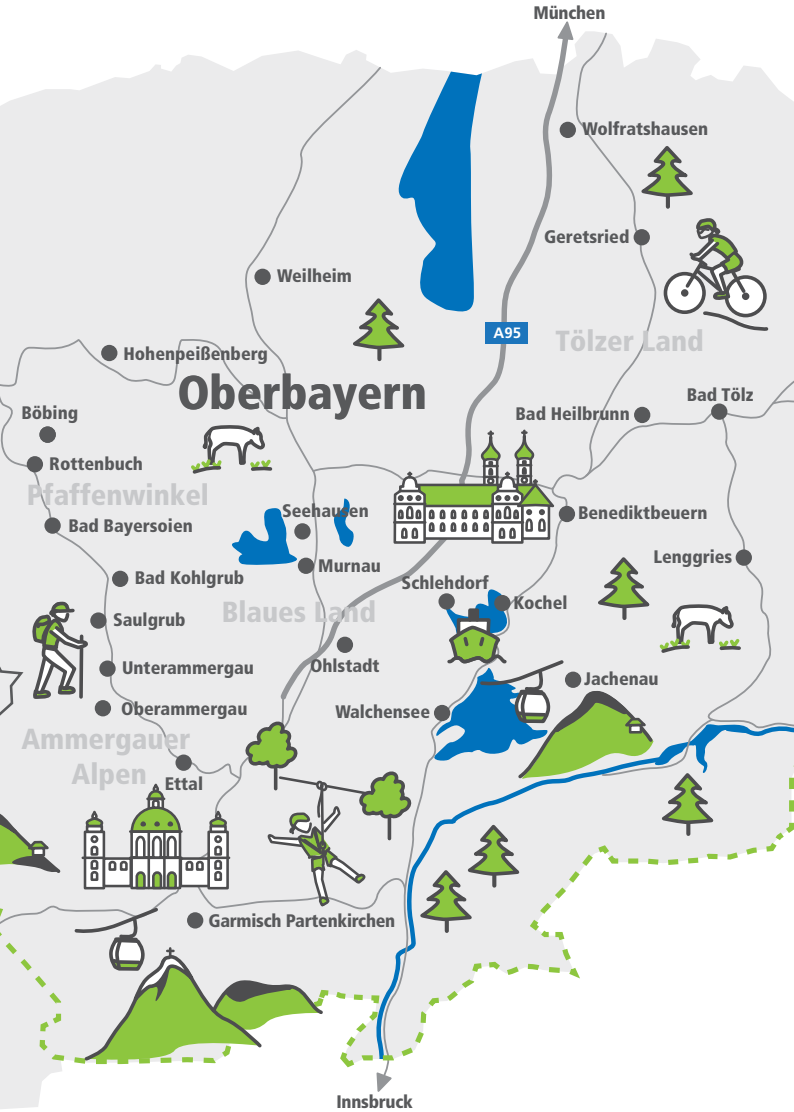 München
Wolfratshausen
Geretsried
Weilheim
A95
Tölzer Land
Hohenpeißenberg
Oberbayern
Bad Tölz
Böbing
Bad Heilbrunn
Rottenbuch
Pfaffenwinkel
Seehausen
Benediktbeuern
Bad Bayersoien
Lenggries
Murnau
Bad Kohlgrub
Schlehdorf
Kochel
Blaues Land
Saulgrub
Ohlstadt
Unterammergau
Jachenau
Oberammergau
Walchensee
Ammergauer
Alpen
Ettal
Garmisch Partenkirchen
Innsbruck